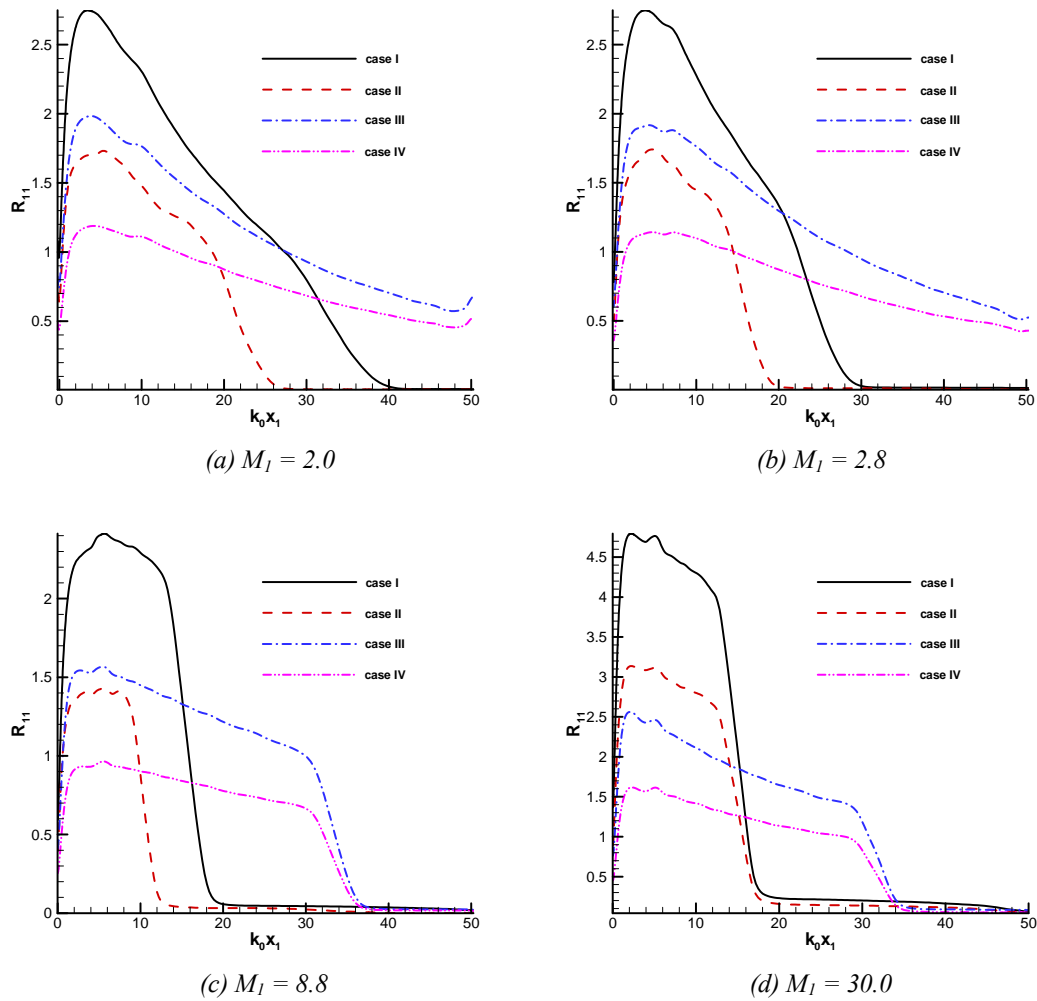 2.5
2
1.5
1
0.5
0 10 20 30 40 50
R11
k0x1
case I
case II
case III
case IV
(a) M1 = 2.0
2.5
2
1.5
1
0.5
0 10 20 30 40 50
R11
k0x1
case I
case II
case III
case IV
(b) M1 = 2.8
2
1.5
1
0.5
0
0 10 20 30 40 50
R11
k0x1
case I
case II
case III
case IV
(c) M1 = 8.8
4.5
4
3.5
3
2.5
2
1.5
1
0.5
0 10 20 30 40 50
R11
k0x1
case I
case II
case III
case IV
(d) M1 = 30.0